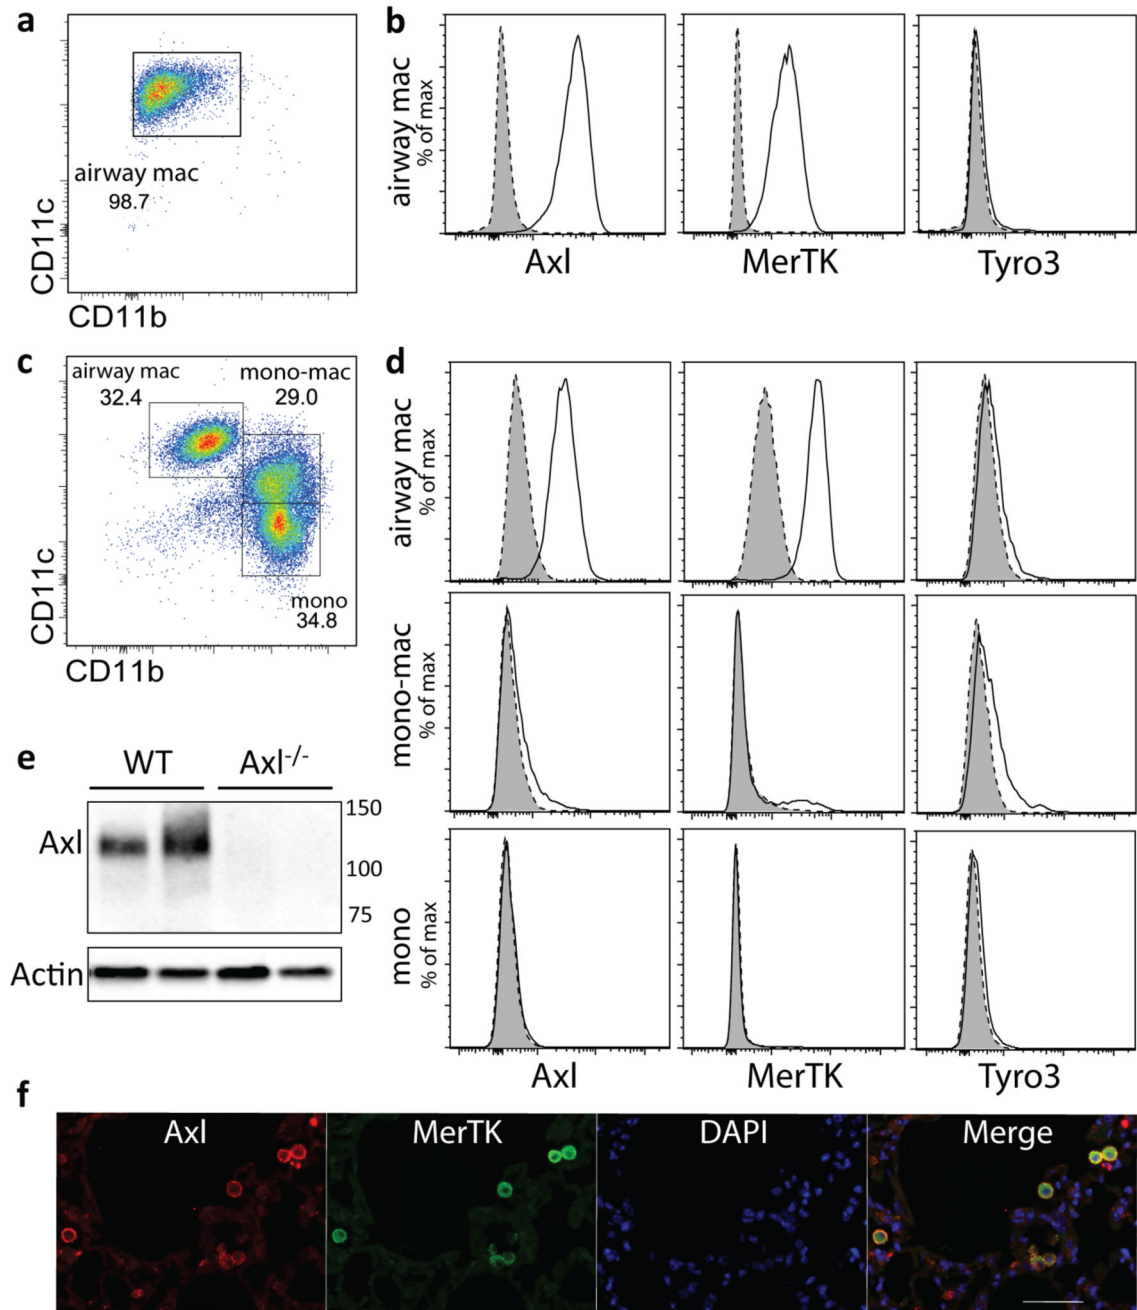 a
airway mac
98.7
CD11c
CD11b
b
airway mac
% of max
Axl
MerTK
Tyro3
c
airway mac
32.4
mono-mac
29.0
mono
34.8
CD11c
CD11b
d
airway mac
% of max
mono-mac
% of max
mono
% of max
Axl
MerTK
Tyro3
e
WT
Axl-/-
Axl
150
100
75
Actin
f
Axl
MerTK
DAPI
Merge